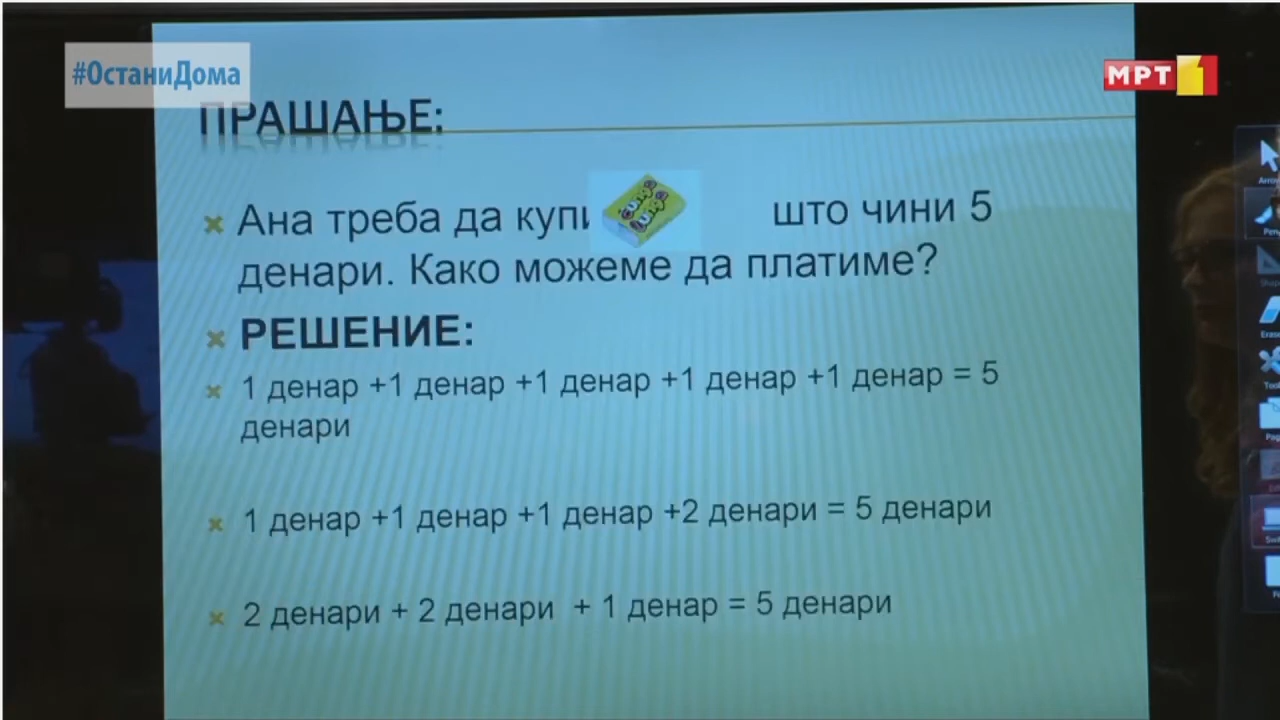 #ОстаниДома
МРТ 1
ПРАШАЊЕ:
Ана треба да купи што чини 5
денари. Како можеме да платиме?
РЕШЕНИЕ:
1 денар +1 денар +1 денар +1 денар +1 денар = 5
денари
1 денар +1 денар +1 денар +2 денари = 5 денари
2 денари + 2 денари + 1 денар = 5 денари